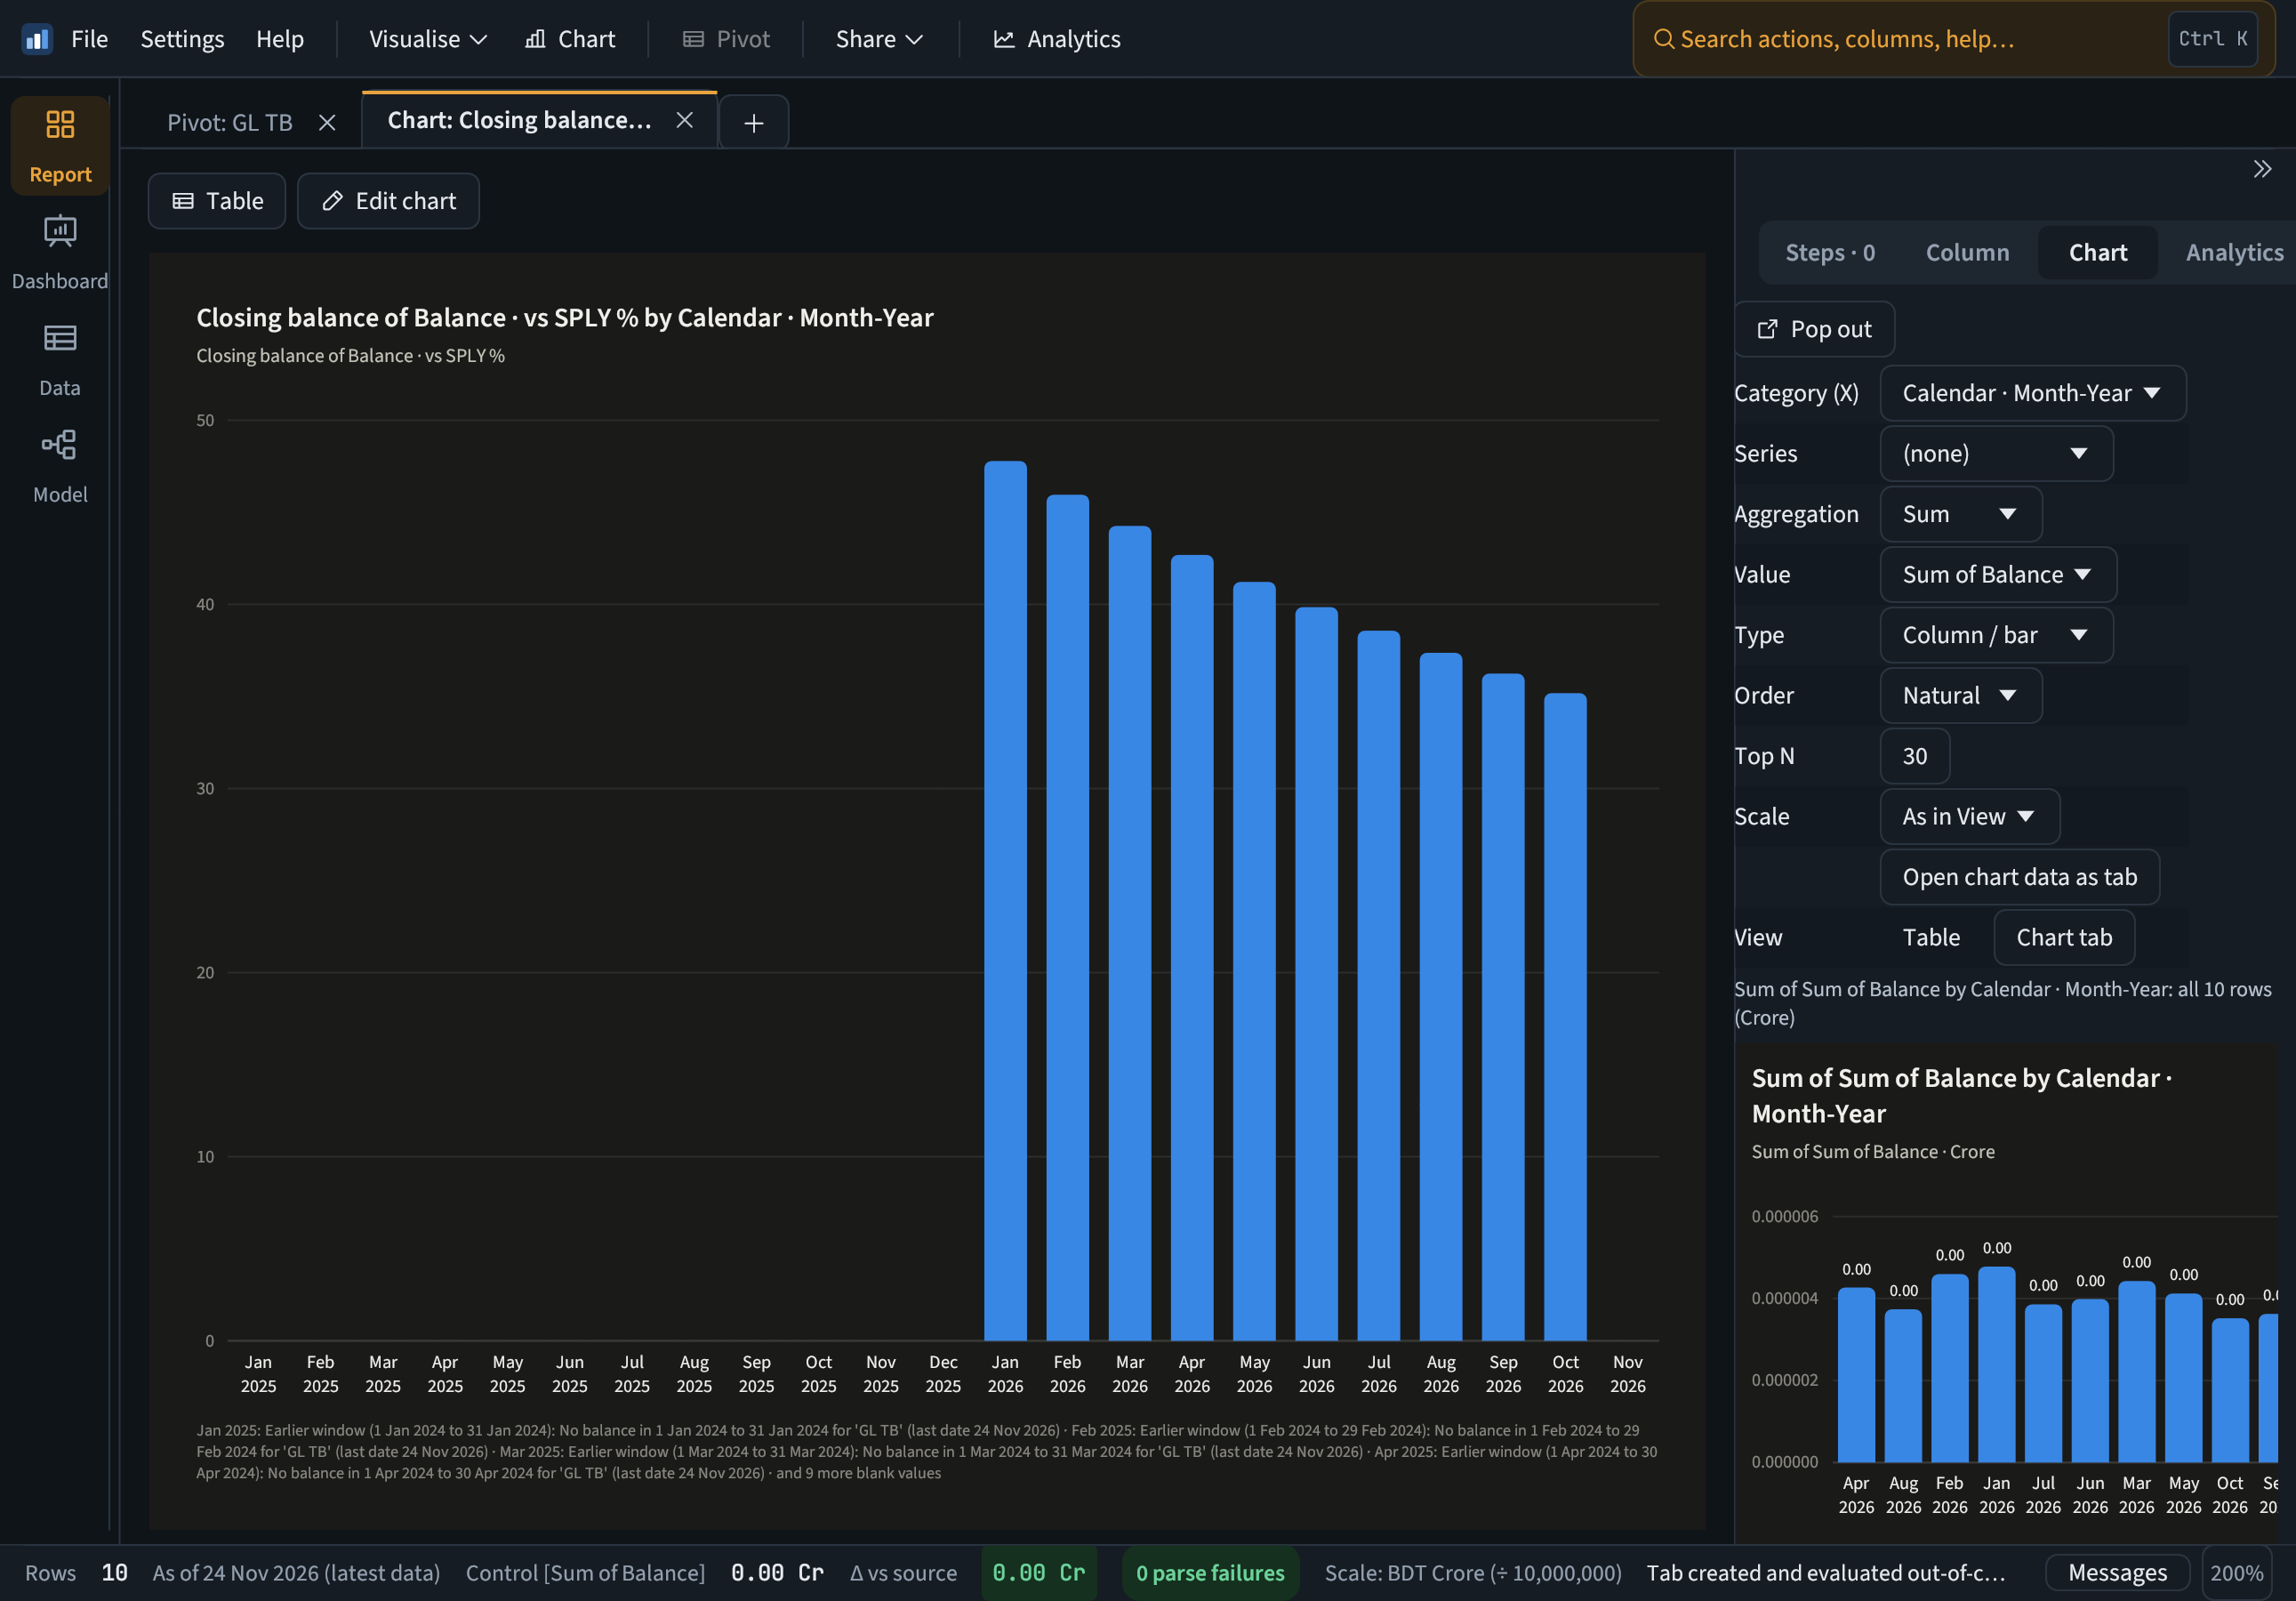 File Settings Help Visualise Chart Pivot Share Analytics Search actions, columns, help… Ctrl K
Report
Dashboard
Data
Model
Pivot: GL TB Chart: Closing balance…
Table Edit chart
Closing balance of Balance · vs SPLY % by Calendar · Month-Year
Closing balance of Balance · vs SPLY %
50
40
30
20
10
0
Jan Feb Mar Apr May Jun Jul Aug Sep Oct Nov Dec Jan Feb Mar Apr May Jun Jul Aug Sep Oct Nov
2025 2025 2025 2025 2025 2025 2025 2025 2025 2025 2025 2025 2026 2026 2026 2026 2026 2026 2026 2026 2026 2026 2026
Jan 2025: Earlier window (1 Jan 2024 to 31 Jan 2024): No balance in 1 Jan 2024 to 31 Jan 2024 for 'GL TB' (last date 24 Nov 2026) · Feb 2025: Earlier window (1 Feb 2024 to 29 Feb 2024): No balance in 1 Feb 2024 to 29
Feb 2024 for 'GL TB' (last date 24 Nov 2026) · Mar 2025: Earlier window (1 Mar 2024 to 31 Mar 2024): No balance in 1 Mar 2024 to 31 Mar 2024 for 'GL TB' (last date 24 Nov 2026) · Apr 2025: Earlier window (1 Apr 2024 to 30
Apr 2024): No balance in 1 Apr 2024 to 30 Apr 2024 for 'GL TB' (last date 24 Nov 2026) · and 9 more blank values
Steps · 0 Column Chart Analytics
Pop out
Category (X) Calendar · Month-Year
Series (none)
Aggregation Sum
Value Sum of Balance
Type Column / bar
Order Natural
Top N 30
Scale As in View
Open chart data as tab
View Table Chart tab
Sum of Sum of Balance by Calendar · Month-Year: all 10 rows
(Crore)
Sum of Sum of Balance by Calendar ·
Month-Year
Sum of Sum of Balance · Crore
0.000006
0.000004
0.000002
0.000000
0.00 0.00 0.00 0.00 0.00 0.00 0.00 0.00 0.00
Apr Aug Feb Jan Jul Jun Mar May Oct
2026 2026 2026 2026 2026 2026 2026 2026 2026
Rows 10 As of 24 Nov 2026 (latest data) Control [Sum of Balance] 0.00 Cr Δ vs source 0.00 Cr 0 parse failures Scale: BDT Crore (÷ 10,000,000) Tab created and evaluated out-of-c… Messages 200%